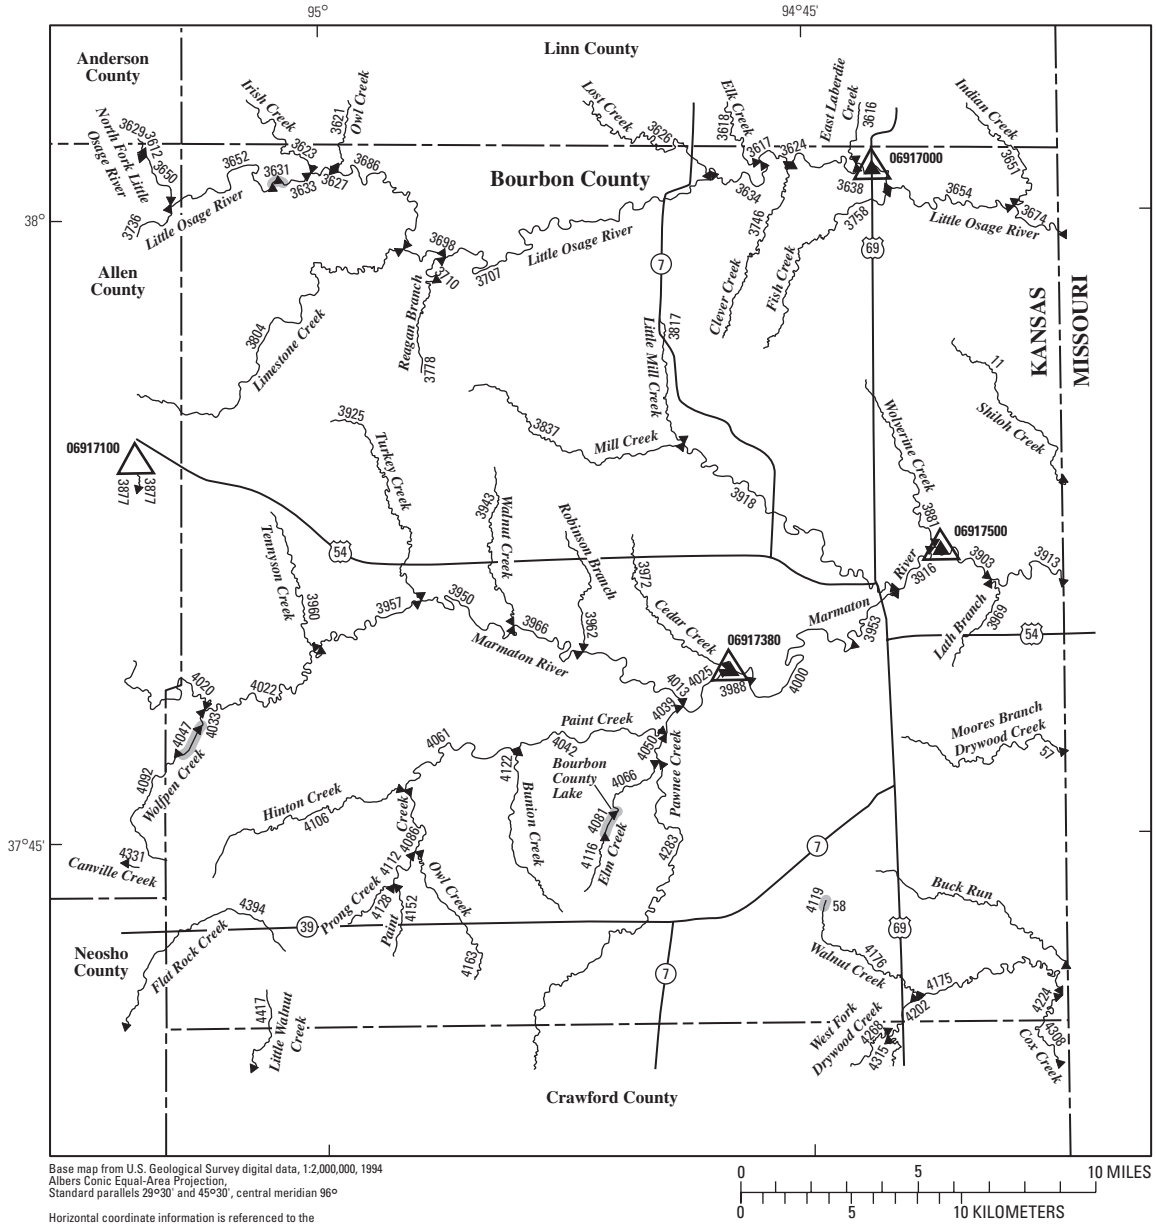 95°
94°45'
Linn County
Anderson
County
Irish Creek
3621
Owl Creek
Lost Creek
3626
Elk Creek
3618
East Laberdie
Creek
3616
Indian Creek
3651
3629
3612
3650
North Fork Little
Osage River
3652
3631
3623
3633
3627
3686
3617
3624
06917000
Bourbon County
3634
3638
3654
3674
3736
Little Osage River
3746
3758
Little Osage River
38°
3698
3710
3707
Little Osage River
7
69
Allen
County
Reagan Branch
Clever Creek
Fish Creek
KANSAS
MISSOURI
3804
Limestone Creek
3778
Little Mill Creek
3817
11
Shiloh Creek
3925
Turkey Creek
3837
Mill Creek
Wolverine Creek
06917100
3877
3877
3943
Walnut Creek
3918
3881
06917500
Tennyson Creek
54
Robinson Branch
3972
River
3916
3903
3913
3960
3957
3950
3966
3962
Cedar Creek
Marmaton
3953
Lath Branch
3969
Marmaton River
06917380
54
4020
4022
4013
4025
3988
4000
4047
4033
4039
Paint Creek
Moores Branch
Drywood Creek
57
4061
4042
4050
Pawnee Creek
4092
Wolfpen Creek
4122
Bourbon
County
Lake
4066
Hinton Creek
4106
Creek
4086
Bunion Creek
4081
4116
Elm Creek
4283
37°45'
4331
Canville Creek
4112
Prong Creek
4128
Paint
4152
Owl Creek
7
Buck Run
4394
Flat Rock Creek
39
4119
58
69
Neosho
County
4163
7
4176
Walnut Creek
4175
4417
Little Walnut
Creek
West Fork
Drywood Creek
4268
4315
4202
4224
4308
Cox Creek
Crawford County
Base map from U.S. Geological Survey digital data, 1:2,000,000, 1994
Albers Conic Equal-Area Projection,
Standard parallels 29°30' and 45°30', central meridian 96°
Horizontal coordinate information is referenced to the
0 5 10 MILES
0 5 10 KILOMETERS